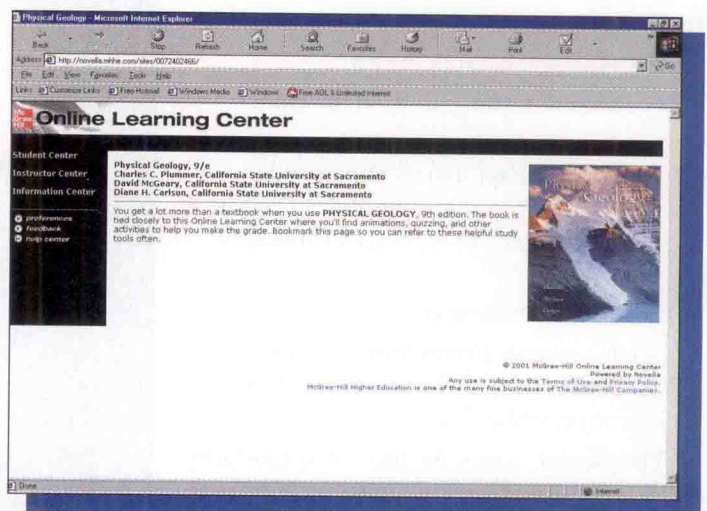 Physical Geology - Microsoft Internet Explorer
Back Stop Refresh Home Search Favorites History Mail Print Edit
Address http://novella.mhhe.com/sites/0072402466/ Go
File Edit View Favorites Tools Help
Links Customize Links Free Hotmail Windows Media Windows Free AOL & Unlimited Internet
Mc Graw Hill Online Learning Center
Student Center
Instructor Center
Information Center
preferences
feedback
help center
Physical Geology, 9/e
Charles C. Plummer, California State University at Sacramento
David McGeary, California State University at Sacramento
Diane H. Carlson, California State University at Sacramento
You get a lot more than a textbook when you use PHYSICAL GEOLOGY, 9th edition. The book is
tied closely to this Online Learning Center where you'll find animations, quizzing, and other
activities to help you make the grade. Bookmark this page so you can refer to these helpful study
tools often.
Physical
Geology
© 2001 McGraw-Hill Online Learning Center
Powered by Novella
Any use is subject to the Terms of Use and Privacy Policy.
McGraw-Hill Higher Education is one of the many fine businesses of The McGraw-Hill Companies.
Done Internet